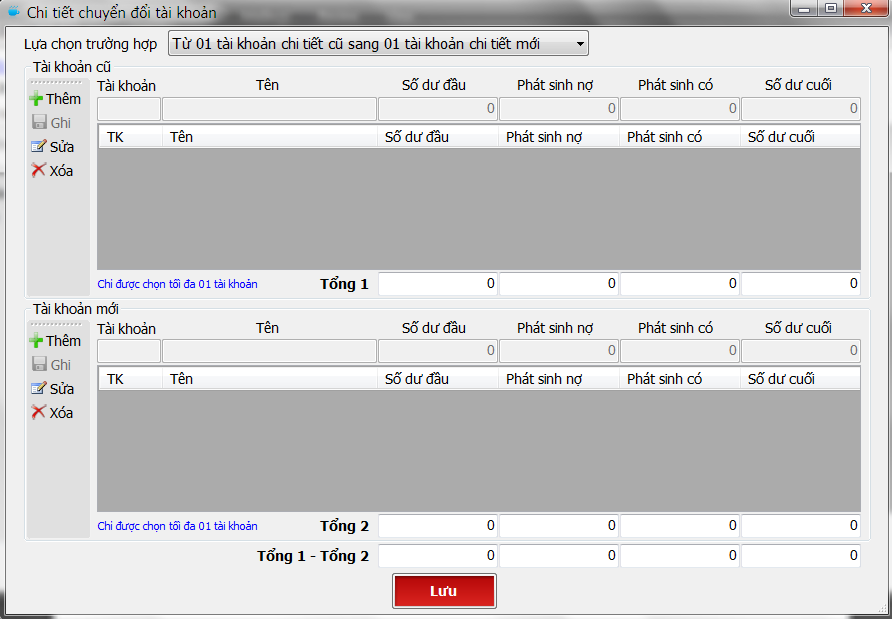 Chi tiết chuyển đổi tài khoản
Lựa chọn trường hợp Từ 01 tài khoản chi tiết cũ sang 01 tài khoản chi tiết mới
Tài khoản cũ
Thêm
Ghi
Sửa
Xóa
Tài khoản Tên Số dư đầu Phát sinh nợ Phát sinh có Số dư cuối
0 0 0 0
TK Tên Số dư đầu Phát sinh nợ Phát sinh có Số dư cuối
Chỉ được chọn tối đa 01 tài khoản Tổng 1 0 0 0 0
Tài khoản mới
Thêm
Ghi
Sửa
Xóa
Tài khoản Tên Số dư đầu Phát sinh nợ Phát sinh có Số dư cuối
0 0 0 0
TK Tên Số dư đầu Phát sinh nợ Phát sinh có Số dư cuối
Chỉ được chọn tối đa 01 tài khoản Tổng 2 0 0 0 0
Tổng 1 - Tổng 2 0 0 0 0
Lưu